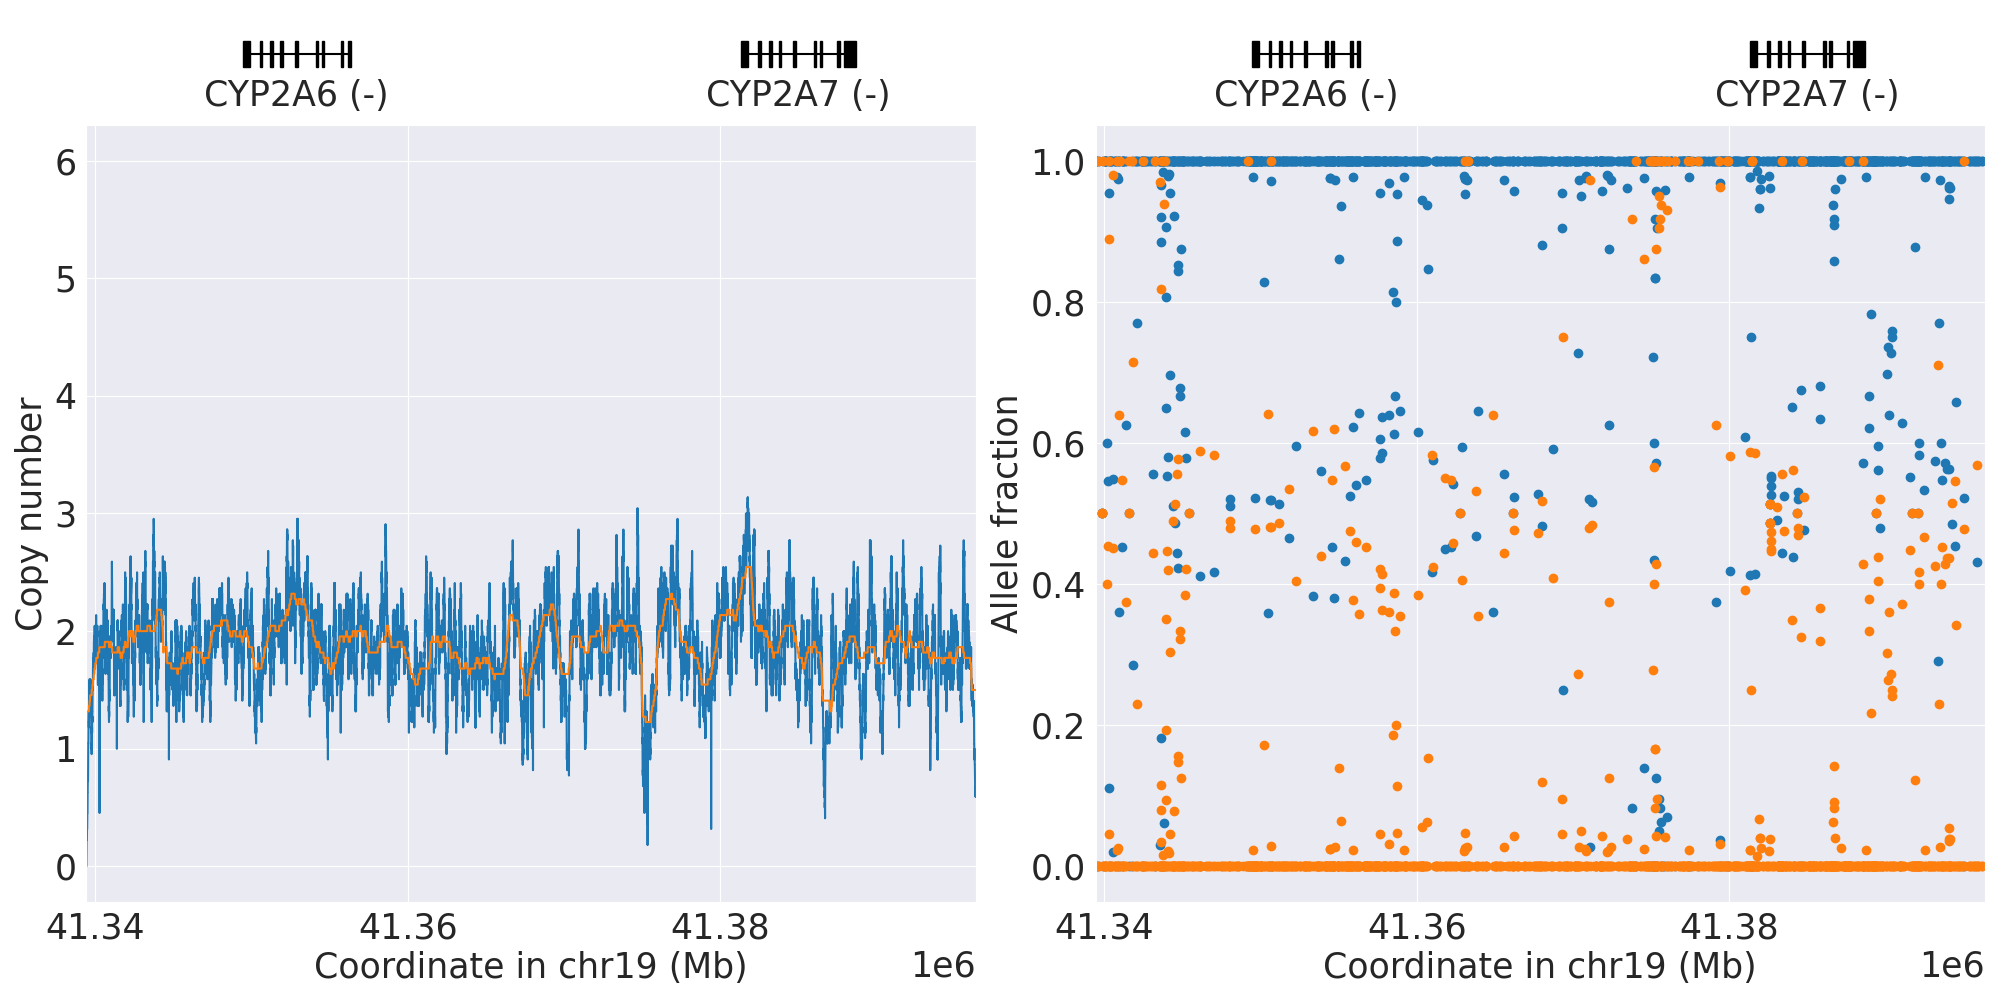 CYP2A6 (-) CYP2A7 (-)
6
5
4
3
2
1
0
Copy number
41.34 41.36 41.38
Coordinate in chr19 (Mb) 1e6
CYP2A6 (-) CYP2A7 (-)
1.0
0.8
0.6
0.4
0.2
0.0
Allele fraction
41.34 41.36 41.38
Coordinate in chr19 (Mb) 1e6